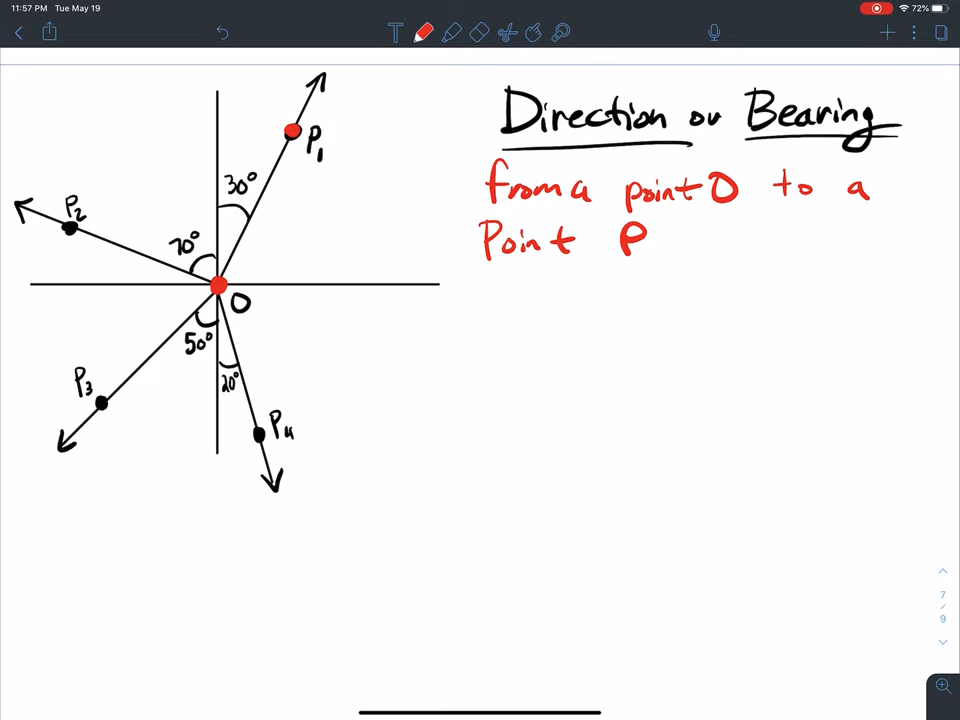 11:57 PM Tue May 19
72%
T
Direction or Bearing
from a point O to a
Point P
P1
30°
P2
70°
O
50°
20°
P3
P4
7
/
9